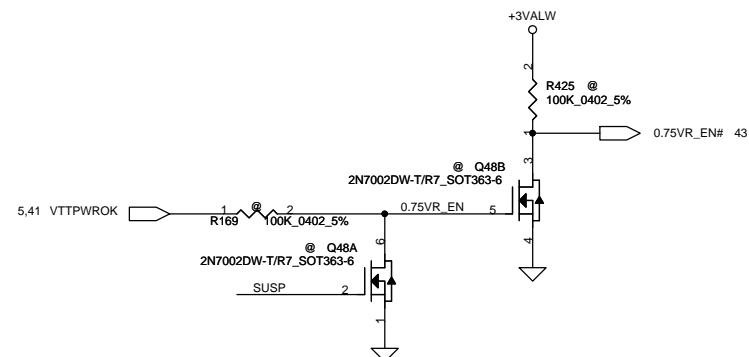 +3VALW
2
R425 @
100K_0402_5%
1
0.75VR_EN# 43
3
@ Q48B
2N7002DW-T/R7_SOT363-6
5,41 VTTPWROK
1
@
2
R169
100K_0402_5%
0.75VR_EN
5
4
@ Q48A
2N7002DW-T/R7_SOT363-6
6
SUSP
2
1